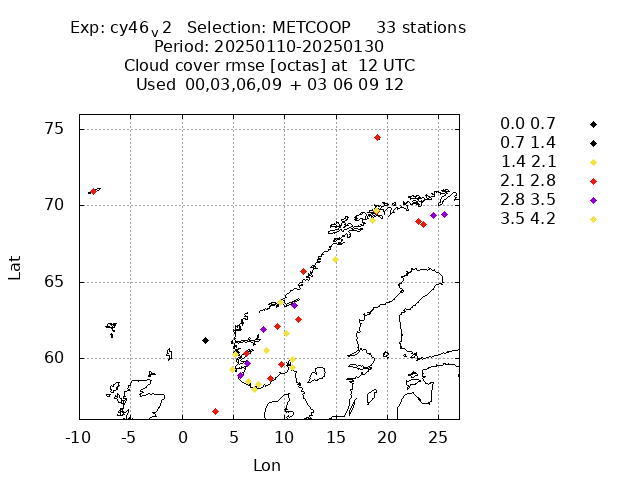 Exp: cy46v2 Selection: METCOOP 33 stations
Period: 20250110-20250130
Cloud cover rmse [octas] at 12 UTC
Used 00,03,06,09 + 03 06 09 12
75
70
65
60
Lat
-10 -5 0 5 10 15 20 25
Lon
0.0 0.7
0.7 1.4
1.4 2.1
2.1 2.8
2.8 3.5
3.5 4.2